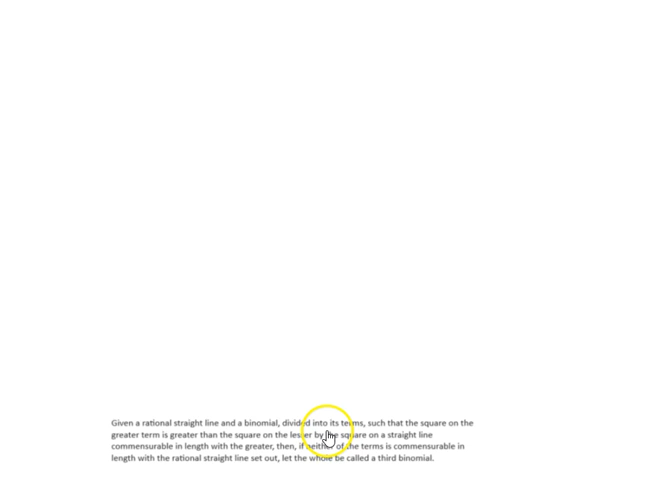 Given a rational straight line and a binomial, divided into its terms, such that the square on the
greater term is greater than the square on the lesser by the square on a straight line
commensurable in length with the greater, then, if neither of the terms is commensurable in
length with the rational straight line set out, let the whole be called a third binomial.